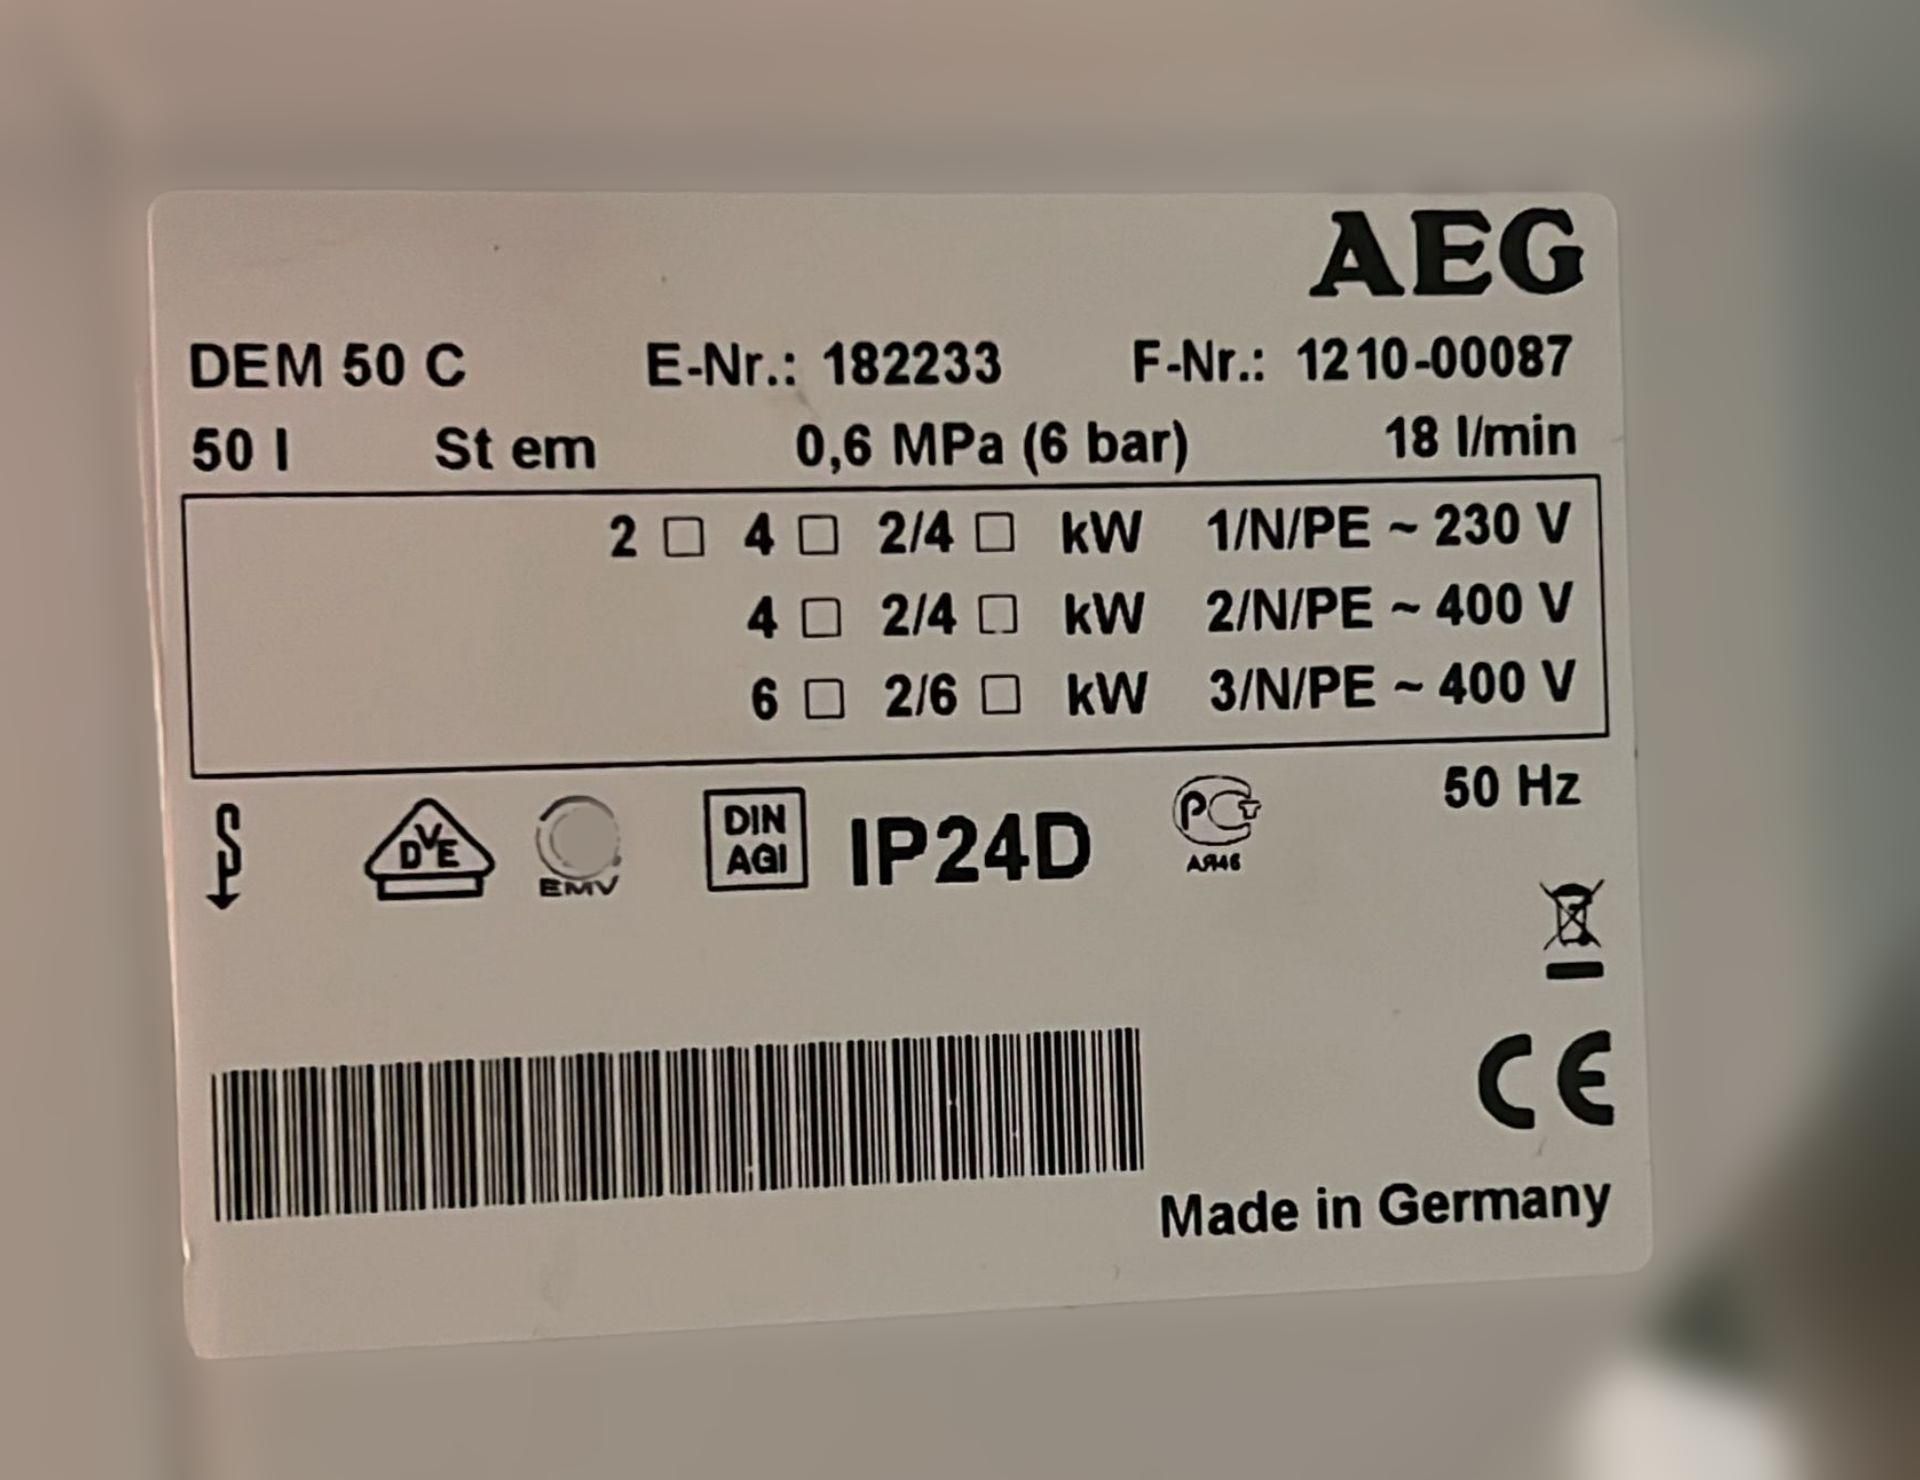 AEG
DEM 50 C E-Nr.: 182233 F-Nr.: 1210-00087
50 l St em 0,6 MPa (6 bar) 18 l/min
2 □ 4 □ 2/4 □ kW 1/N/PE ~ 230 V
4 □ 2/4 □ kW 2/N/PE ~ 400 V
6 □ 2/6 □ kW 3/N/PE ~ 400 V
50 Hz
DVE EMV DIN AGI IP24D PCT
АЯ46
CE
Made in Germany